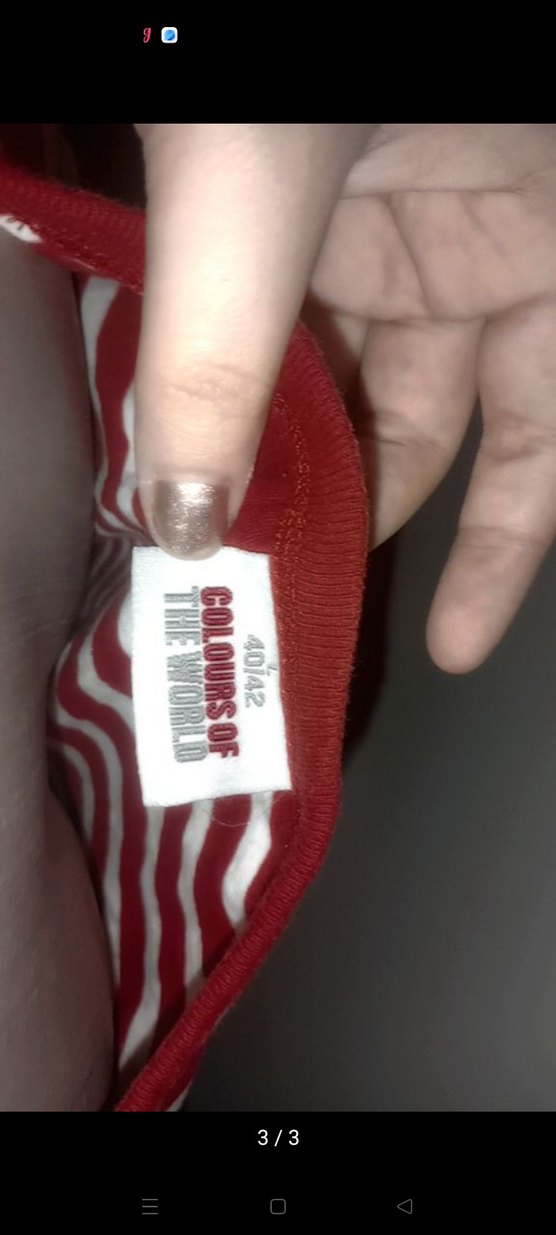 g
40/42
COLOURS OF
THE WORLD
3 / 3